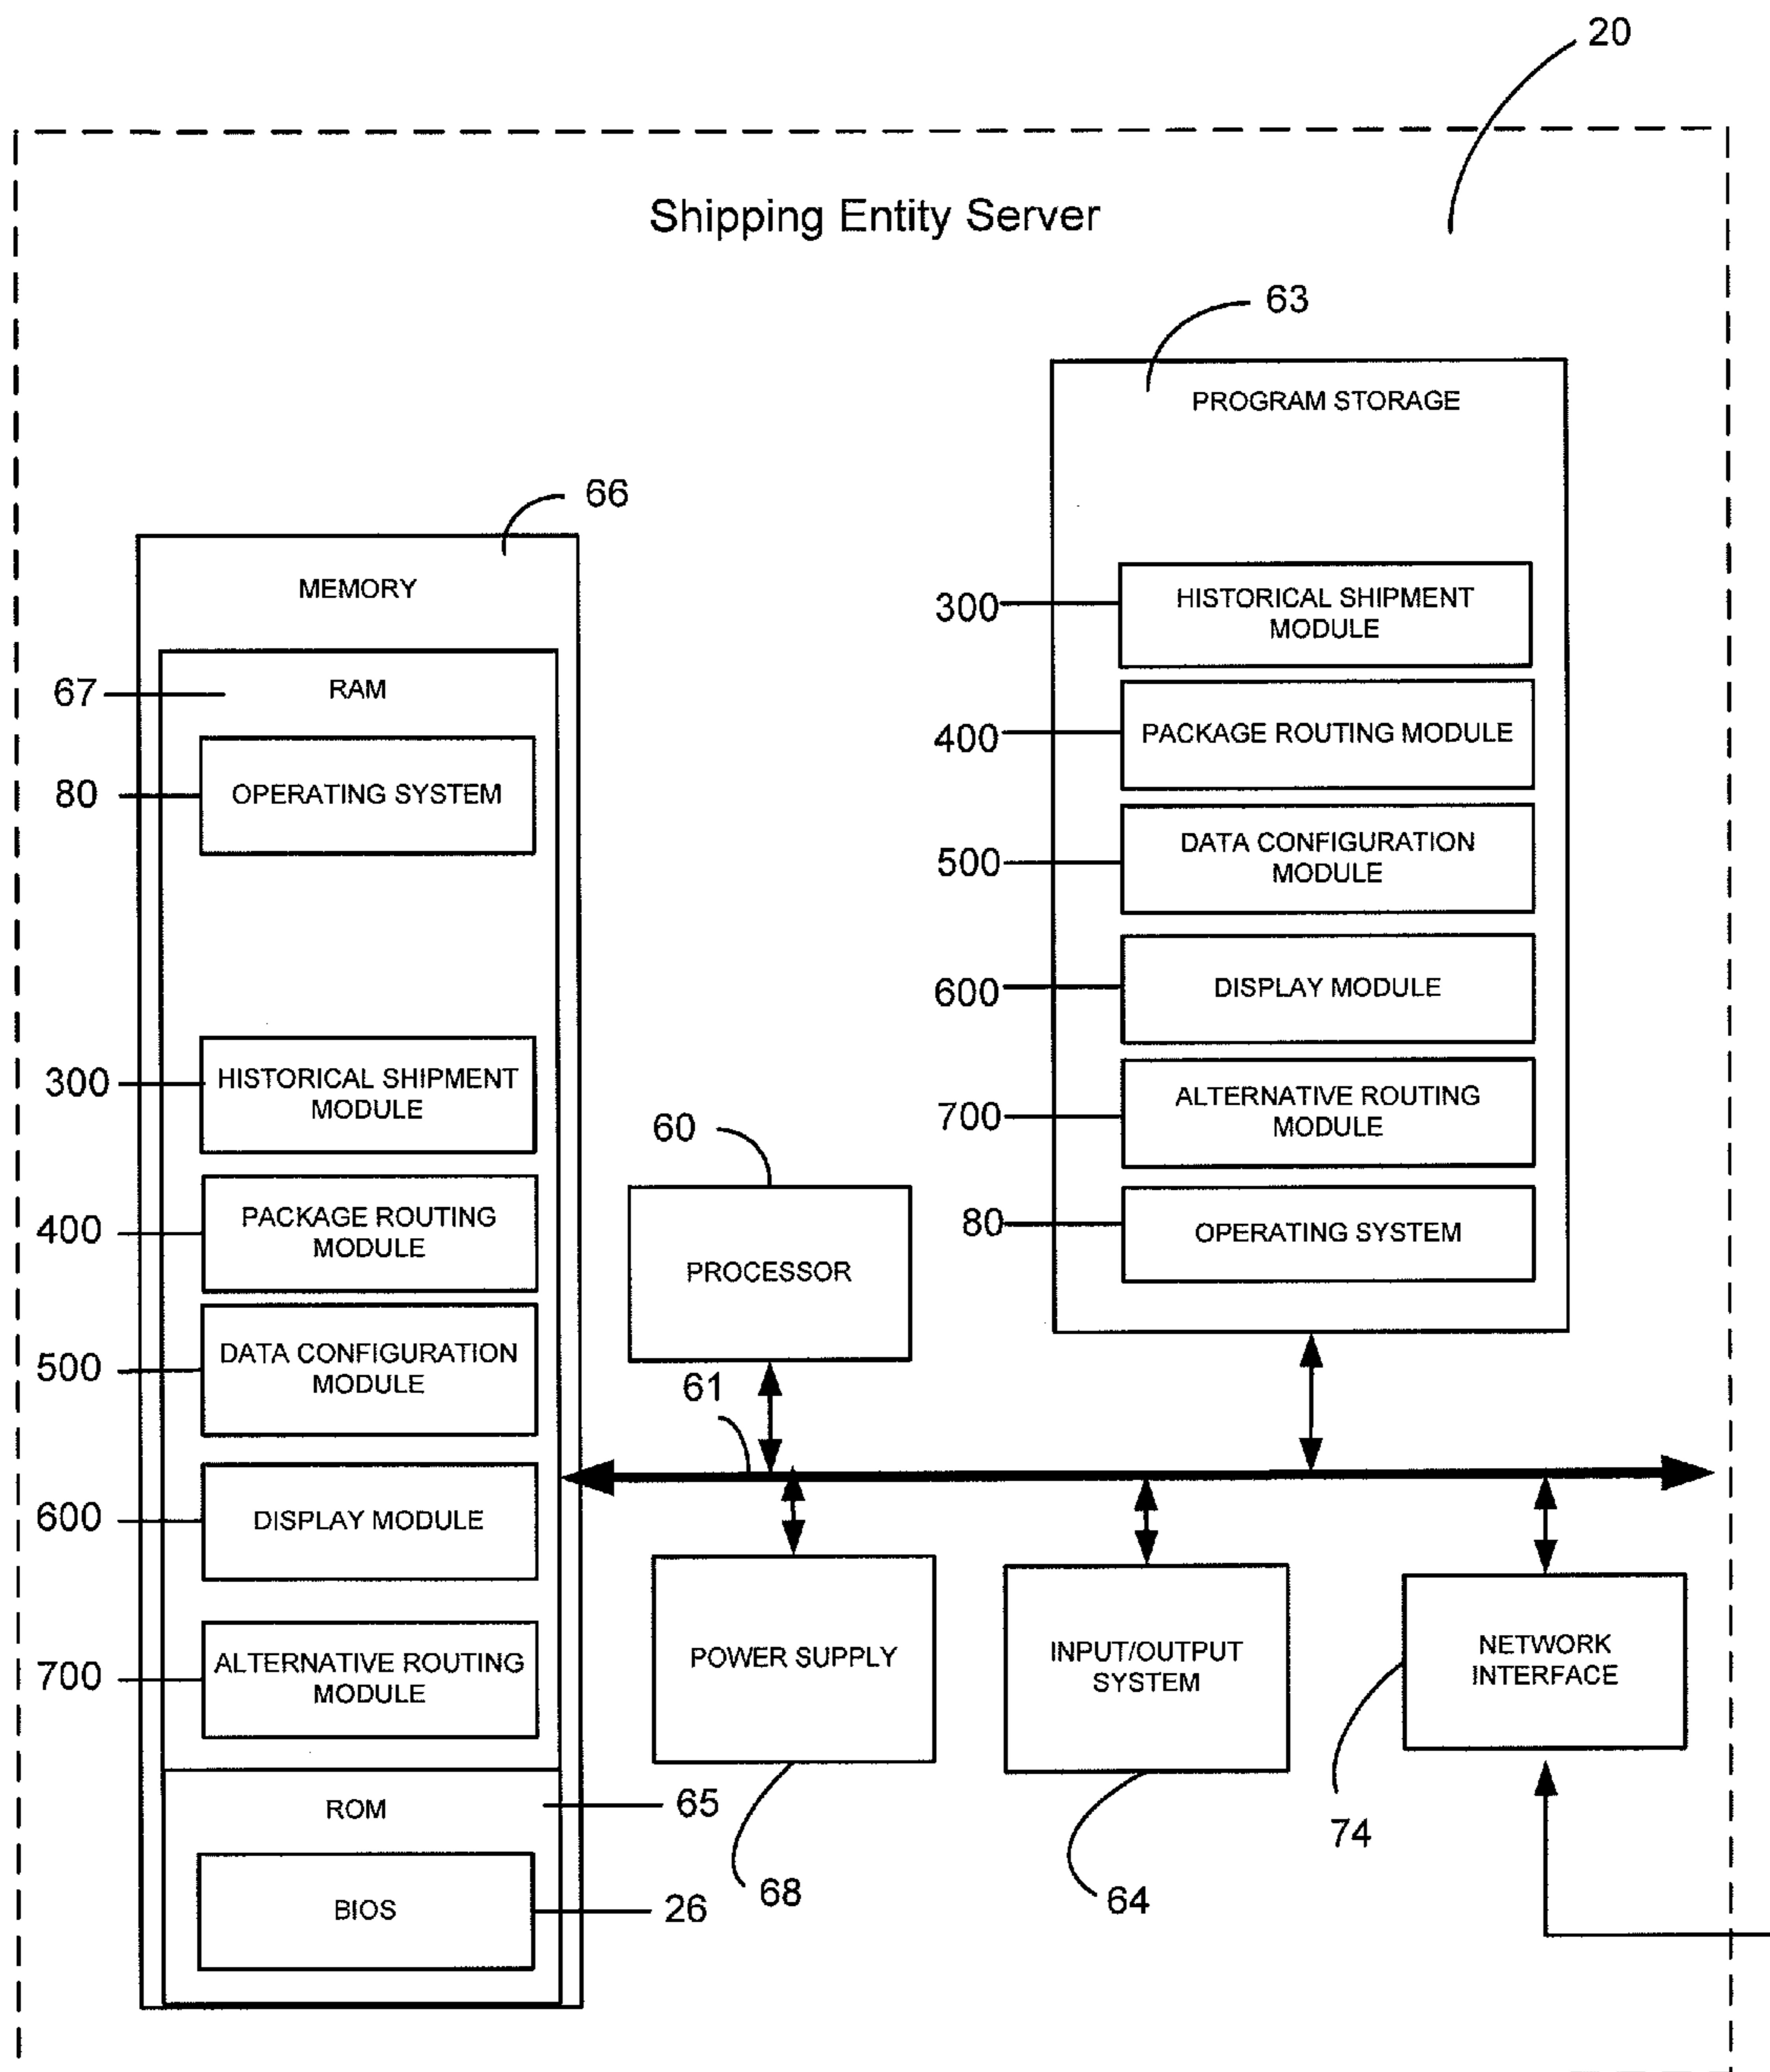 20
Shipping Entity Server
63
PROGRAM STORAGE
66
MEMORY
300
HISTORICAL SHIPMENT
MODULE
67
RAM
400
PACKAGE ROUTING MODULE
80
OPERATING SYSTEM
500
DATA CONFIGURATION
MODULE
600
DISPLAY MODULE
300
HISTORICAL SHIPMENT
MODULE
700
ALTERNATIVE ROUTING
MODULE
60
400
PACKAGE ROUTING
MODULE
80
OPERATING SYSTEM
PROCESSOR
500
DATA CONFIGURATION
MODULE
61
600
DISPLAY MODULE
700
ALTERNATIVE ROUTING
MODULE
POWER SUPPLY
INPUT/OUTPUT
SYSTEM
NETWORK
INTERFACE
ROM
65
74
BIOS
26
68
64